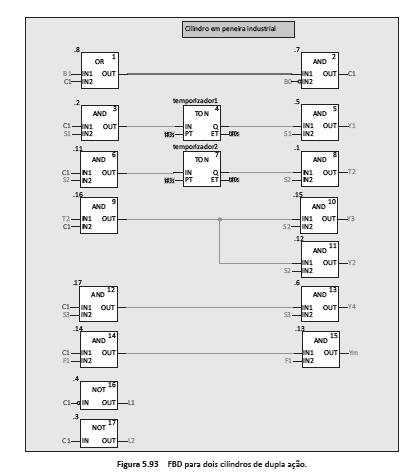 Cilindro em peneira industrial
.8 .7
OR 1 AND 2
B1 IN1 OUT IN1 OUT C1
C1 IN2 B0 IN2
.2 temporizador1 .5
AND 3 TON 4 AND 5
C1 IN1 OUT IN Q IN1 OUT Y1
S1 IN2 PT ET S1 IN2
.11 temporizador2 .1
AND 6 TON 7 AND 8
C1 IN1 OUT IN Q IN1 OUT T2
S2 IN2 PT ET S2 IN2
.16 .15
AND 9 AND 10
T2 IN1 OUT IN1 OUT Y3
C1 IN2 S2 IN2
.12
AND 11
IN1 OUT Y2
S2 IN2
.17 .6
AND 12 AND 13
C1 IN1 OUT IN1 OUT Y4
S3 IN2 S3 IN2
.14 .13
AND 14 AND 15
C1 IN1 OUT IN1 OUT Ym
F1 IN2 F1 IN2
.4
NOT 16
C1 IN OUT L1
.3
NOT 17
C1 IN OUT L2
Figura 5.93 FBD para dois cilindros de dupla ação.